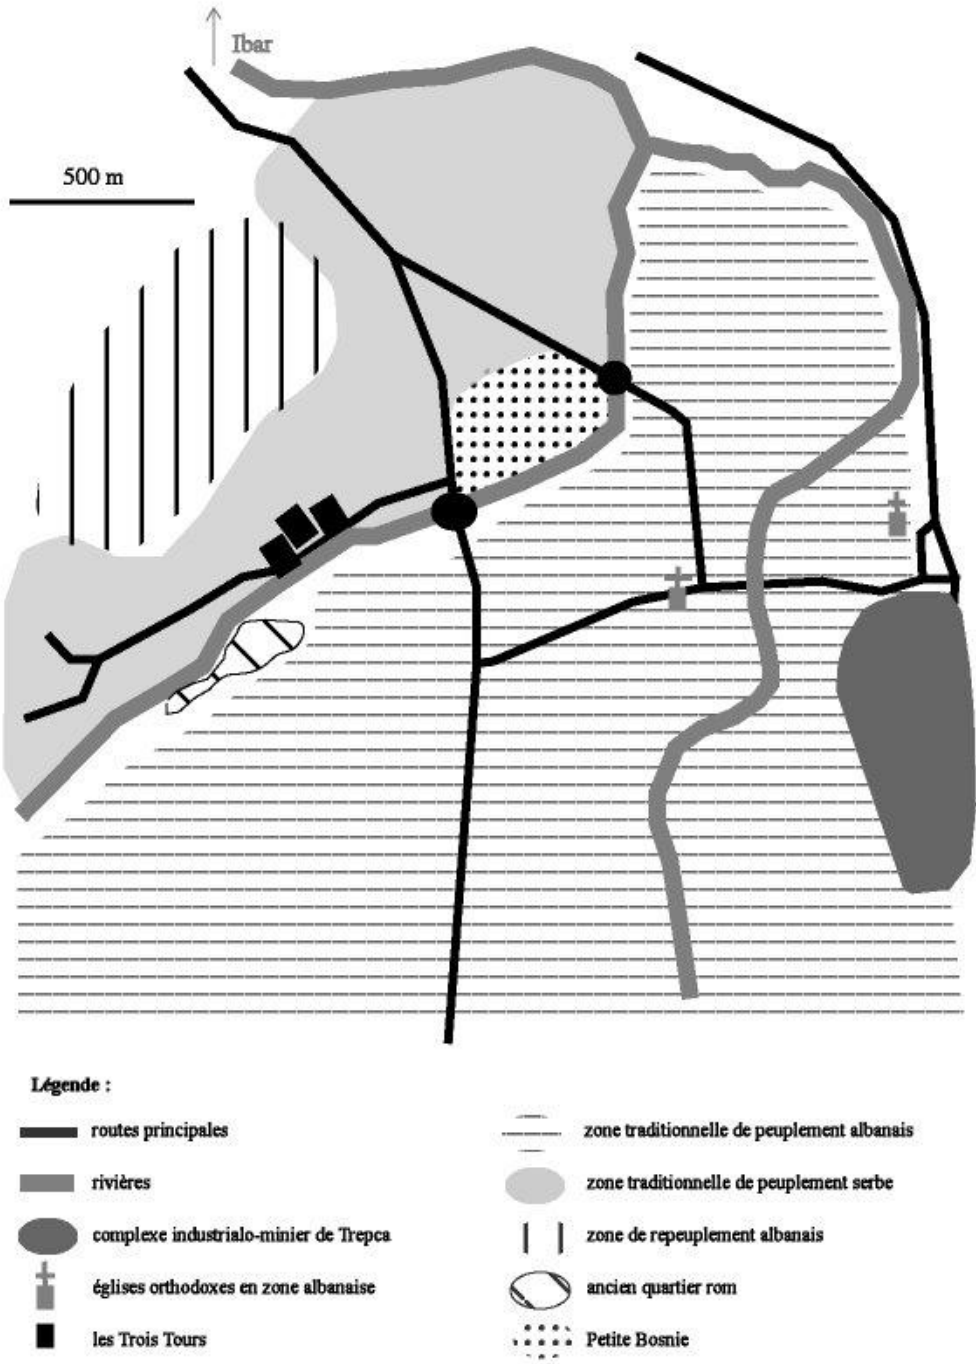 Ibar
500 m
Légende :
routes principales
rivières
complexe industrialo-minier de Trepca
églises orthodoxes en zone albanaise
les Trois Tours
zone traditionnelle de peuplement albanais
zone traditionnelle de peuplement serbe
zone de repeuplement albanais
ancien quartier rom
Petite Bosnie